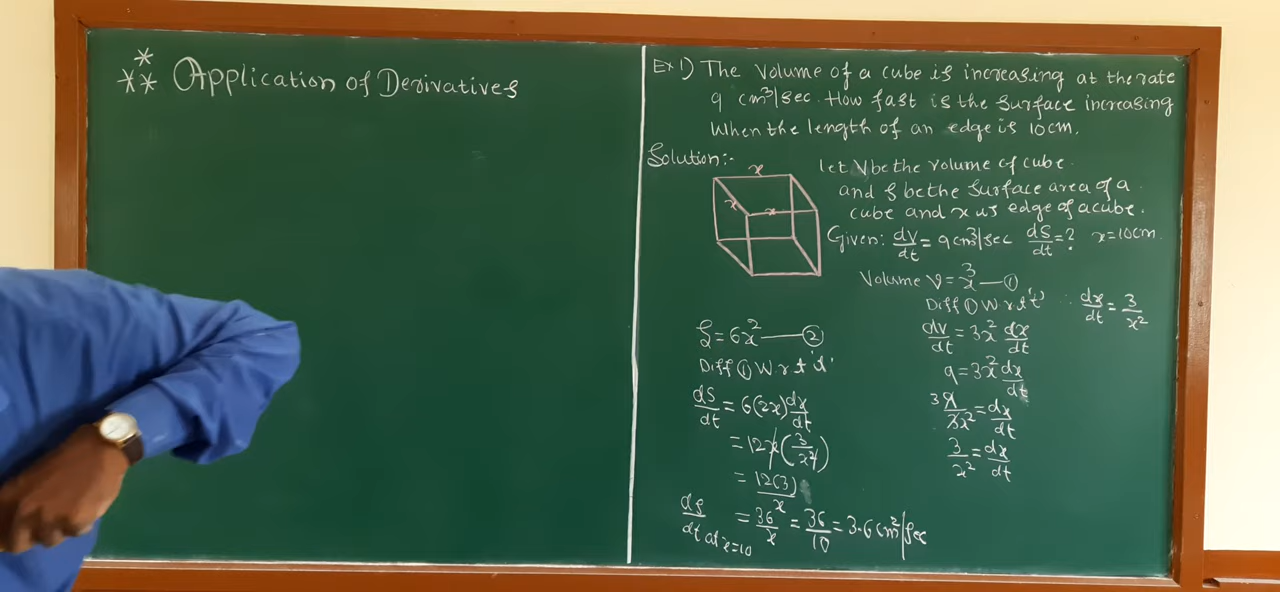 *
** Application of Derivatives
Ex 1) The volume of a cube is increasing at the rate
9 cm³/sec. How fast is the surface increasing
When the length of an edge is 10cm.
Solution:-
x
x
x
let V be the volume of cube.
and S be the surface area of a
cube and x us edge of a cube.
Given: dV/dt = 9cm³/sec dS/dt = ? x=10cm.
Volume V = x³ — ①
Diff ① W r t 't'
∴ dx/dt = 3/x²
dv/dt = 3x² dx/dt
9 = 3x² dx/dt
3 9/3x² = dx/dt
3/x² = dx/dt
S = 6x² — ②
Diff ① W r t 't'
dS/dt = 6(2x) dx/dt
= 12x (3/x²)
= 12(3)/x
dS/dt at x=10 = 36/x = 36/10 = 3.6 cm²/sec